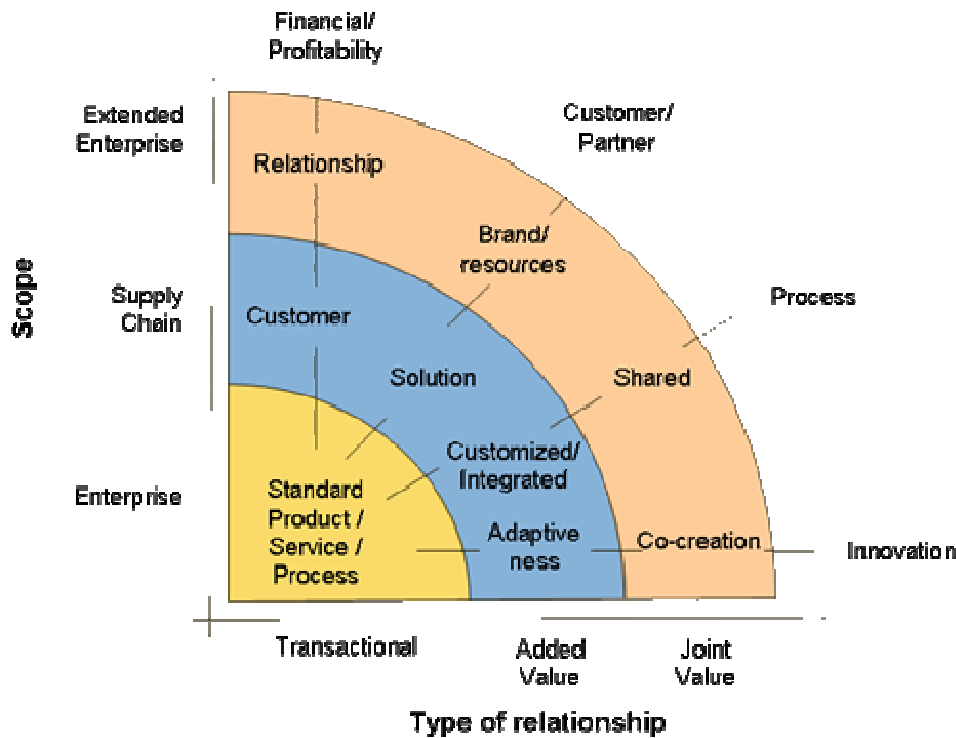 Financial/
Profitability
Extended
Enterprise
Customer/
Partner
Relationship
Brand/
resources
Scope
Supply
Chain
Process
Customer
Solution
Shared
Customized/
Integrated
Enterprise
Standard
Product /
Service /
Process
Adaptive
ness
Co-creation
Innovation
Transactional
Added
Value
Joint
Value
Type of relationship